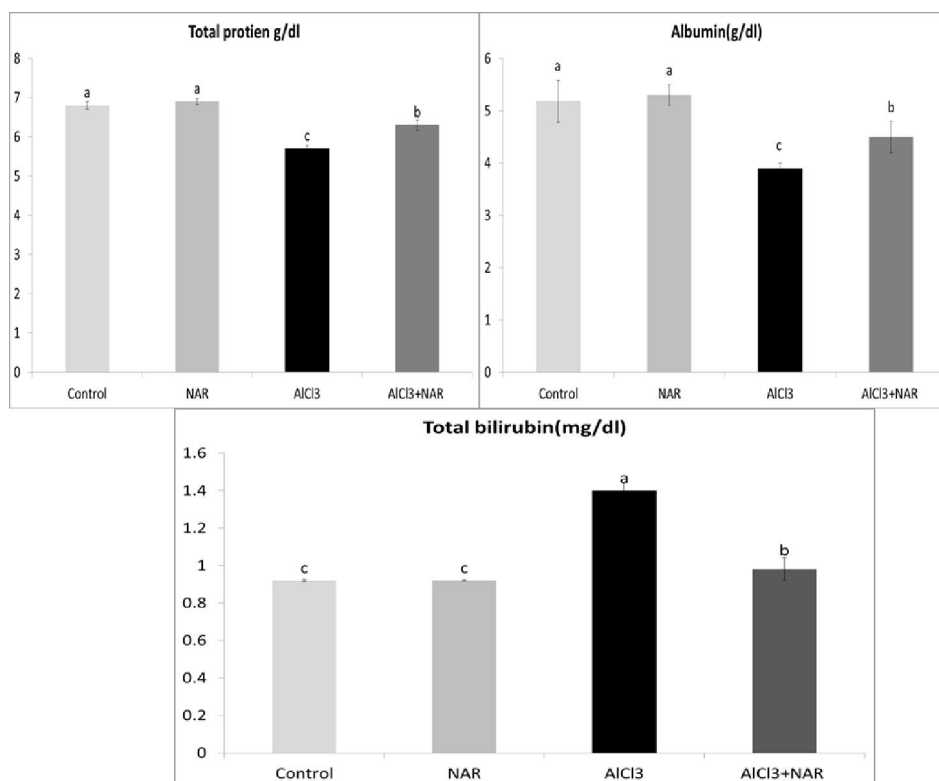 Total protien g/dl
8
7
6
5
4
3
2
1
0
a
a
c
b
Control
NAR
AlCl3
AlCl3+NAR
Albumin(g/dl)
6
5
4
3
2
1
0
a
a
c
b
Control
NAR
AlCl3
AlCl3+NAR
Total bilirubin(mg/dl)
1.6
1.4
1.2
1
0.8
0.6
0.4
0.2
0
c
c
a
b
Control
NAR
AlCl3
AlCl3+NAR